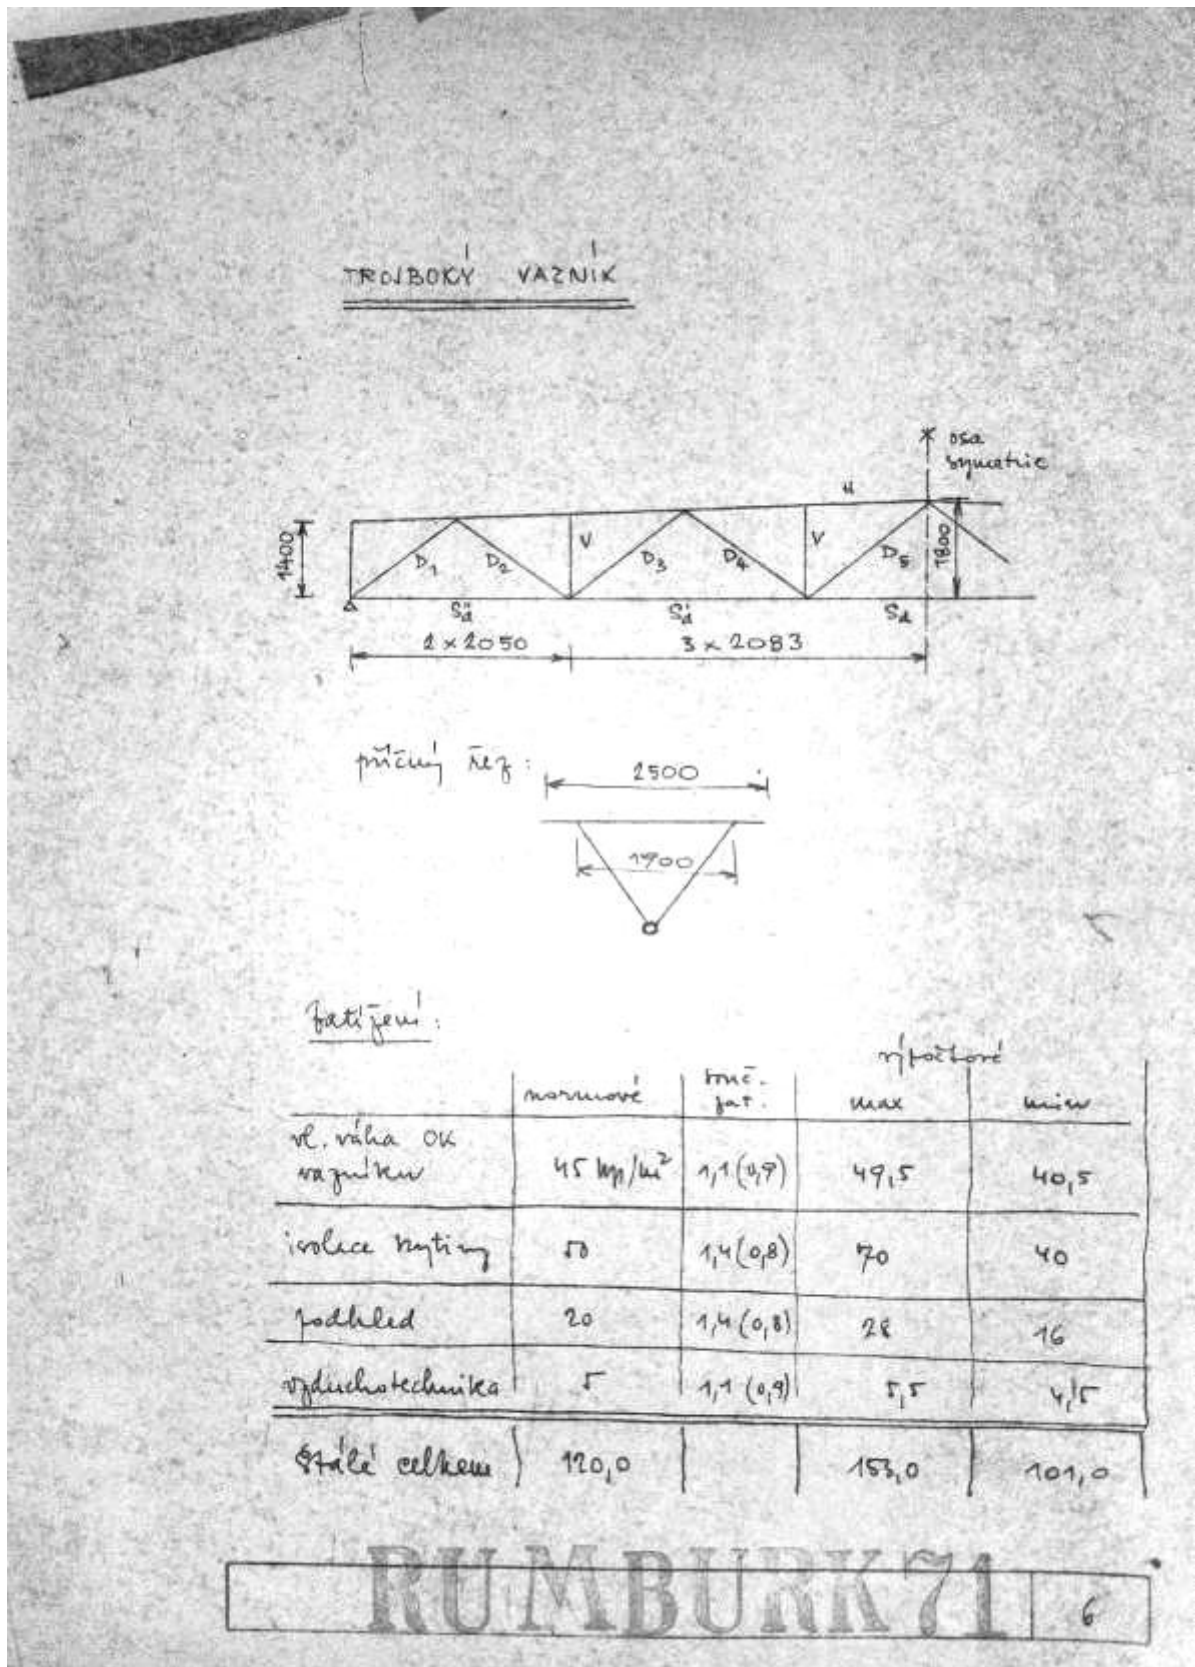 TROJBOKÝ VAZNÍK
osa
symetrie
u
1400
D1
D2
V
D3
D4
V
D5
1800
Sd
Sd
Sd
2 x 2050
3 x 2083
příčný řez :
2500
1900
Zatížení :
výpočtové
normové
souč.
zat.
max
min
vl. váha OK
vazníku
45 kp/m²
1,1 (0,9)
49,5
40,5
isolace krytiny
50
1,4 (0,8)
70
40
podhled
20
1,4 (0,8)
28
16
vzduchotechnika
5
1,1 (0,9)
5,5
4,5
Stálé celkem
120,0
153,0
101,0
RUMBURK 71
6